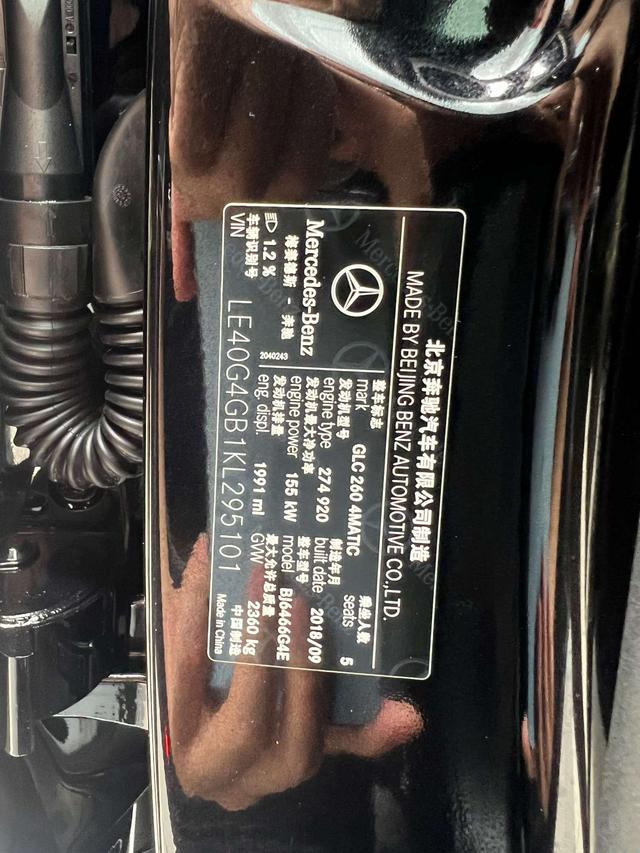 北京奔驰汽车有限公司制造
MADE BY BEIJING BENZ AUTOMOTIVE CO.,LTD.
Mercedes-Benz
梅赛德斯 - 奔驰
1.2 %
2040243
整车标志
mark GLC 260 4MATIC
乘坐人数
seats 5
发动机型号
engine type 274 920
制造年月
built date 2018/09
发动机最大净功率
engine power 155 kW
整车型号
model BJ6466G4E
发动机排量
eng. displ. 1991 ml
最大允许总质量
GVW 2360 kg
车辆识别号
VIN LE40G4GB1KL295101
中国制造
Made in China